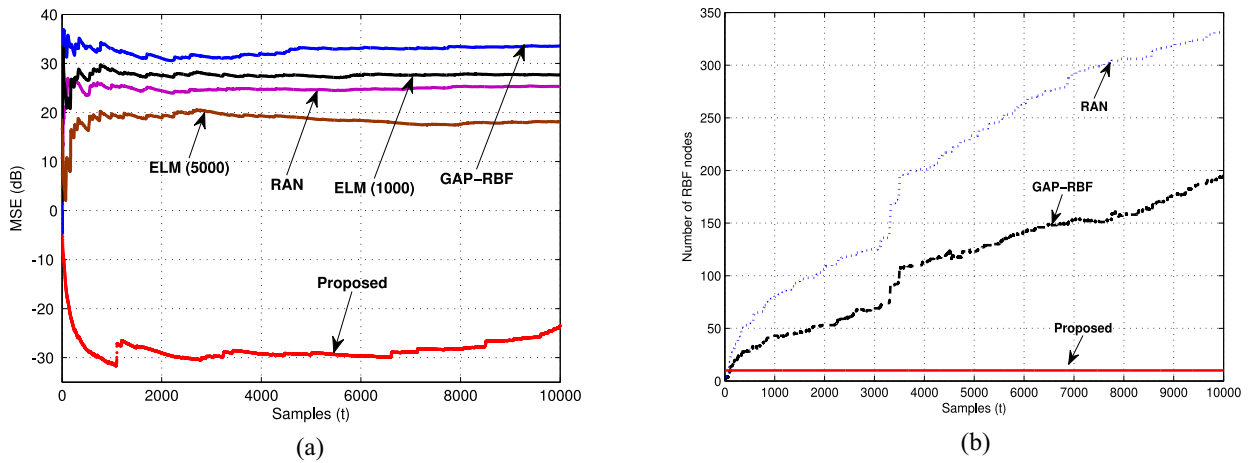 40
30
20
10
0
-10
-20
-30
MSE (dB)
ELM (5000)
RAN
ELM (1000)
GAP-RBF
Proposed
0
2000
4000
6000
8000
10000
Samples (t)
(a)
350
300
250
200
150
100
50
0
Number of RBF nodes
RAN
GAP-RBF
Proposed
0
1000
2000
3000
4000
5000
6000
7000
8000
9000
10000
Samples (t)
(b)